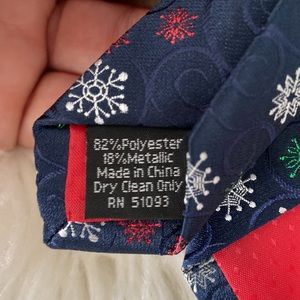 82%Polyester
18%Metallic
Made in China
Dry Clean Only
RN 51093